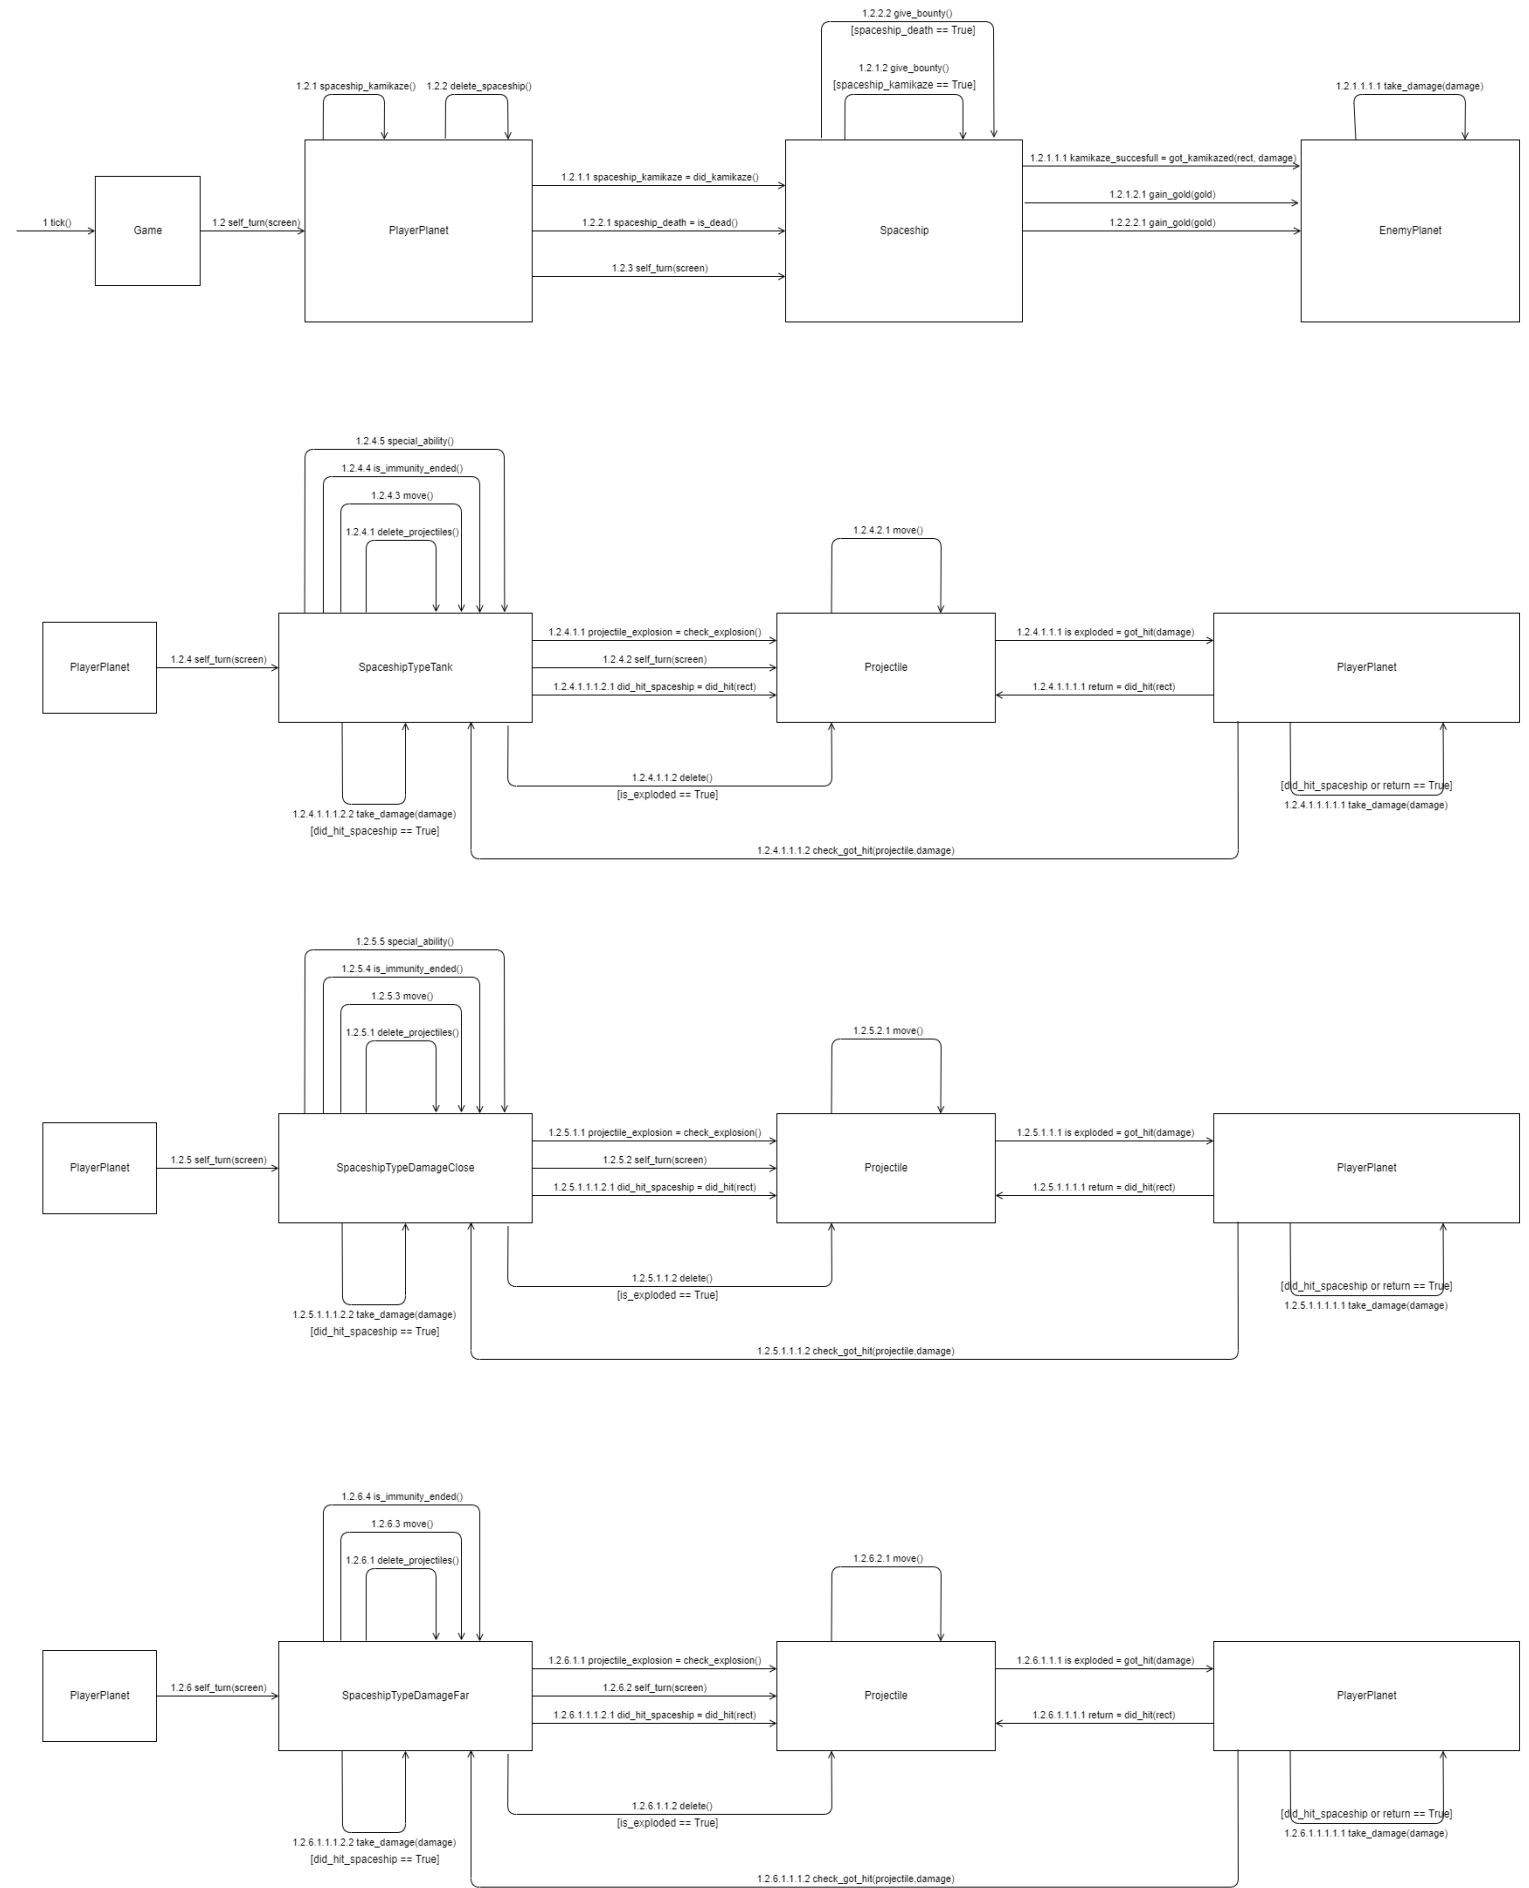 1.2.2.2 give_bounty()
[spaceship_death == True]
1.2.1.2 give_bounty()
[spaceship_kamikaze == True]
1.2.1 spaceship_kamikaze()
1.2.2 delete_spaceship()
1.2.1.1.1.1 take_damage(damage)
1.2.1.1.1 kamikaze_succesfull = got_kamikazed(rect, damage)
1.2.1.1 spaceship_kamikaze = did_kamikaze()
1.2.1.2.1 gain_gold(gold)
1 tick()
Game
1.2 self_turn(screen)
PlayerPlanet
1.2.2.1 spaceship_death = is_dead()
Spaceship
1.2.2.2.1 gain_gold(gold)
EnemyPlanet
1.2.3 self_turn(screen)
1.2.4.5 special_ability()
1.2.4.4 is_immunity_ended()
1.2.4.3 move()
1.2.4.1 delete_projectiles()
1.2.4.2.1 move()
1.2.4.1.1 projectile_explosion = check_explosion()
1.2.4.1.1.1 is exploded = got_hit(damage)
PlayerPlanet
1.2.4 self_turn(screen)
SpaceshipTypeTank
1.2.4.2 self_turn(screen)
Projectile
PlayerPlanet
1.2.4.1.1.1.2.1 did_hit_spaceship = did_hit(rect)
1.2.4.1.1.1.1 return = did_hit(rect)
1.2.4.1.1.2 delete()
[is_exploded == True]
[did_hit_spaceship or return == True]
1.2.4.1.1.1.1.1 take_damage(damage)
1.2.4.1.1.1.2.2 take_damage(damage)
[did_hit_spaceship == True]
1.2.4.1.1.1.2 check_got_hit(projectile,damage)
1.2.5.5 special_ability()
1.2.5.4 is_immunity_ended()
1.2.5.3 move()
1.2.5.1 delete_projectiles()
1.2.5.2.1 move()
1.2.5.1.1 projectile_explosion = check_explosion()
1.2.5.1.1.1 is exploded = got_hit(damage)
PlayerPlanet
1.2.5 self_turn(screen)
SpaceshipTypeDamageClose
1.2.5.2 self_turn(screen)
Projectile
PlayerPlanet
1.2.5.1.1.1.2.1 did_hit_spaceship = did_hit(rect)
1.2.5.1.1.1.1 return = did_hit(rect)
1.2.5.1.1.2 delete()
[is_exploded == True]
[did_hit_spaceship or return == True]
1.2.5.1.1.1.1.1 take_damage(damage)
1.2.5.1.1.1.2.2 take_damage(damage)
[did_hit_spaceship == True]
1.2.5.1.1.1.2 check_got_hit(projectile,damage)
1.2.6.4 is_immunity_ended()
1.2.6.3 move()
1.2.6.1 delete_projectiles()
1.2.6.2.1 move()
1.2.6.1.1 projectile_explosion = check_explosion()
1.2.6.1.1.1 is exploded = got_hit(damage)
PlayerPlanet
1.2.6 self_turn(screen)
SpaceshipTypeDamageFar
1.2.6.2 self_turn(screen)
Projectile
PlayerPlanet
1.2.6.1.1.1.2.1 did_hit_spaceship = did_hit(rect)
1.2.6.1.1.1.1 return = did_hit(rect)
1.2.6.1.1.2 delete()
[is_exploded == True]
[did_hit_spaceship or return == True]
1.2.6.1.1.1.1.1 take_damage(damage)
1.2.6.1.1.1.2.2 take_damage(damage)
[did_hit_spaceship == True]
1.2.6.1.1.1.2 check_got_hit(projectile,damage)